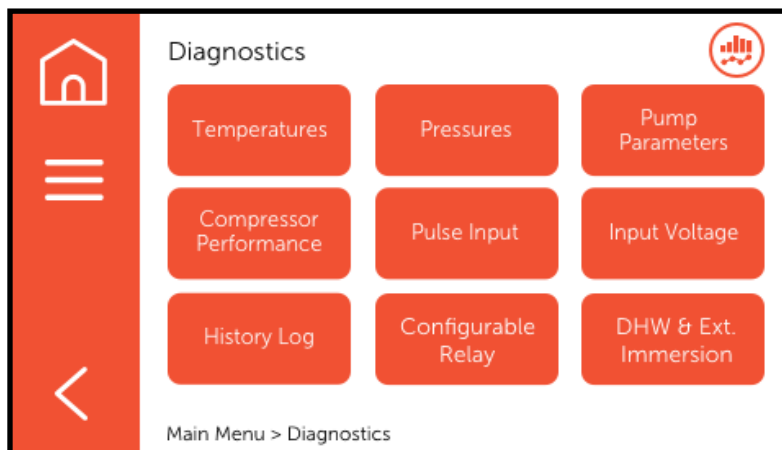 Diagnostics
Temperatures
Pressures
Pump
Parameters
Compressor
Performance
Pulse Input
Input Voltage
History Log
Configurable
Relay
DHW & Ext.
Immersion
Main Menu > Diagnostics